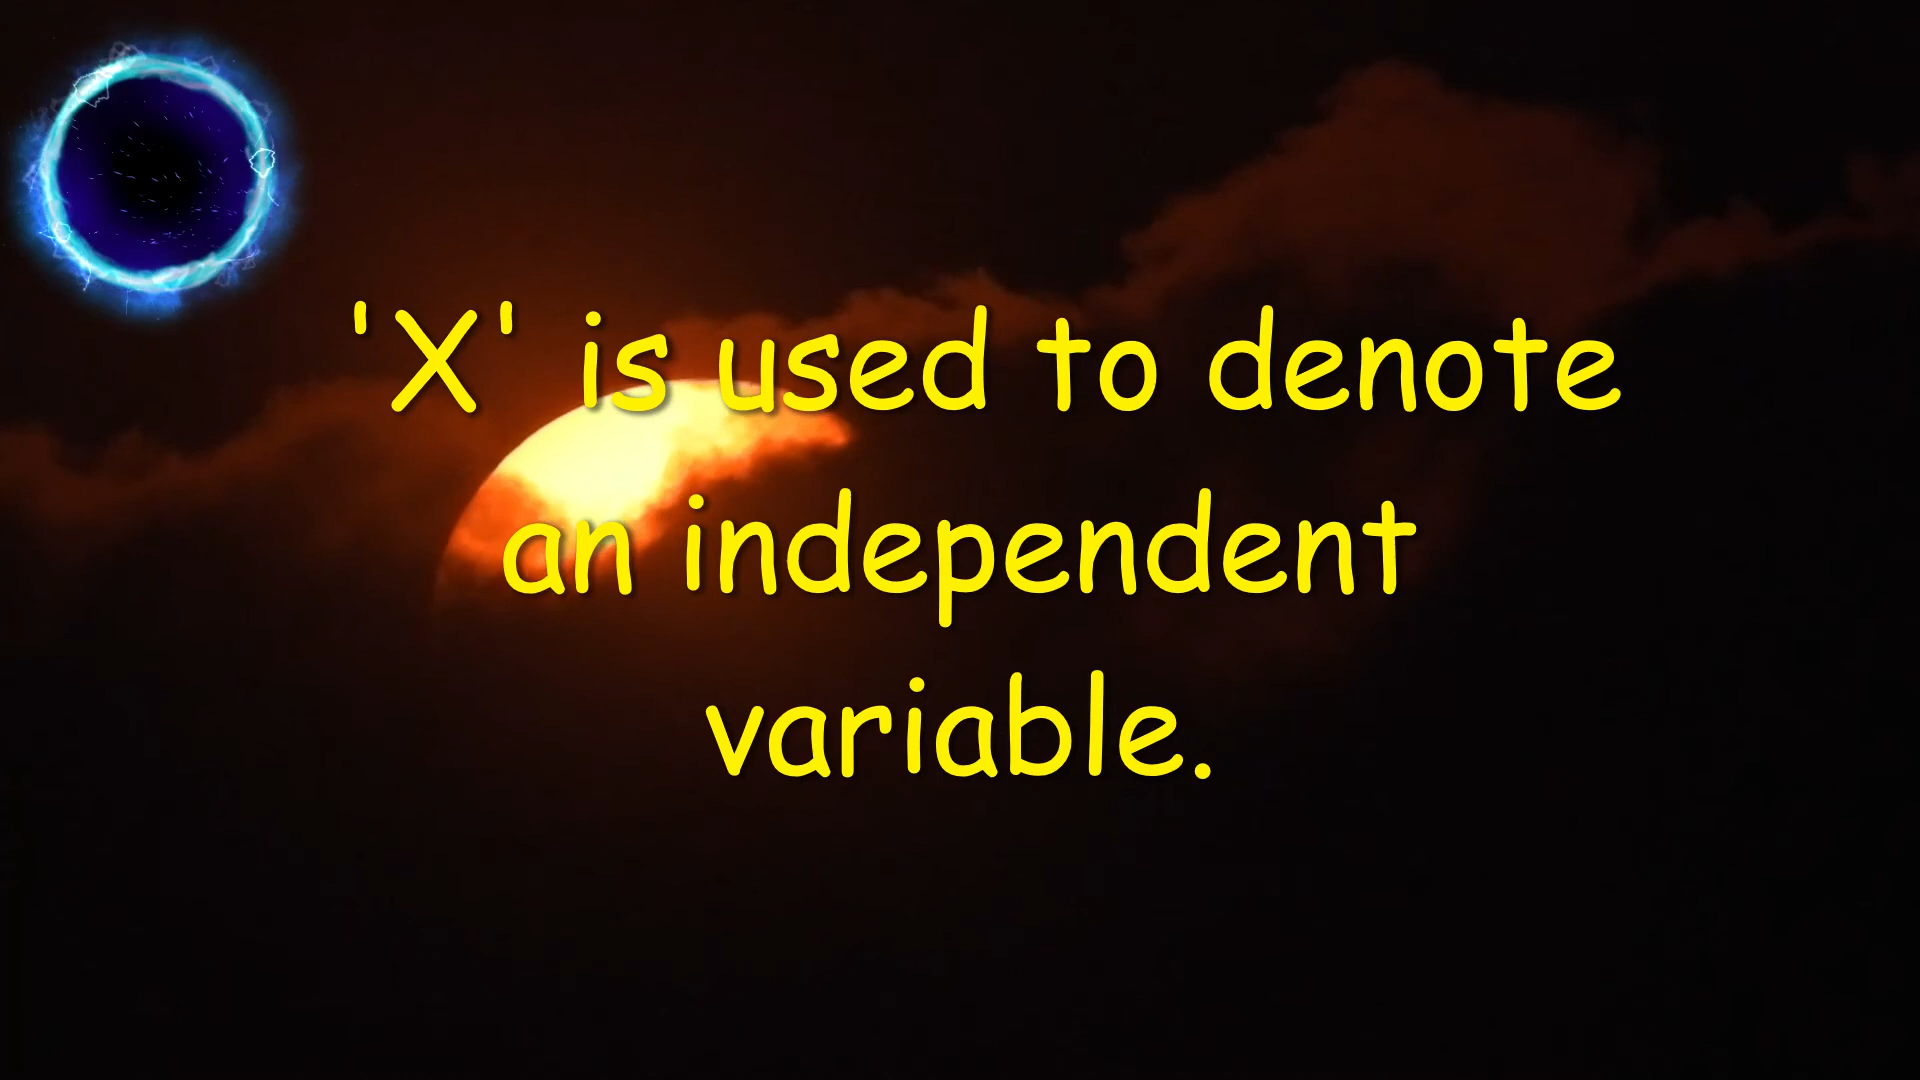 'X' is used to denote
an independent
variable.